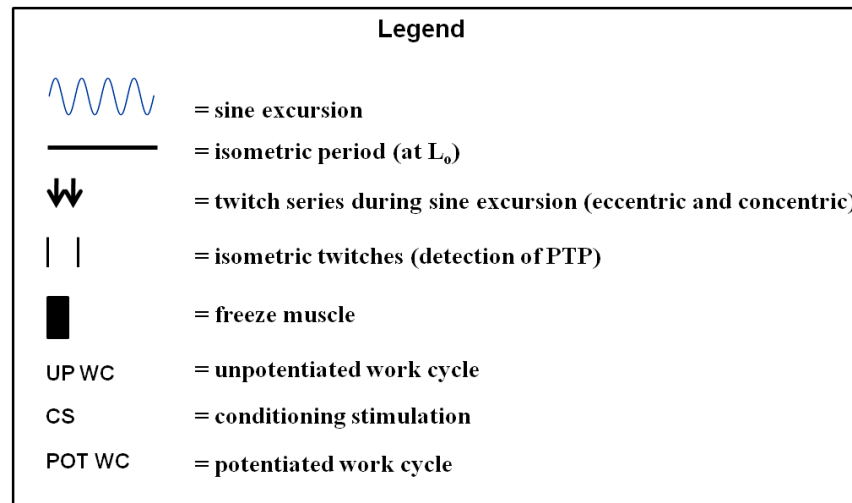 Legend
= sine excursion
= isometric period (at Lₒ)
= twitch series during sine excursion (eccentric and concentric)
= isometric twitches (detection of PTP)
= freeze muscle
UP WC = unpotentiated work cycle
CS = conditioning stimulation
POT WC = potentiated work cycle